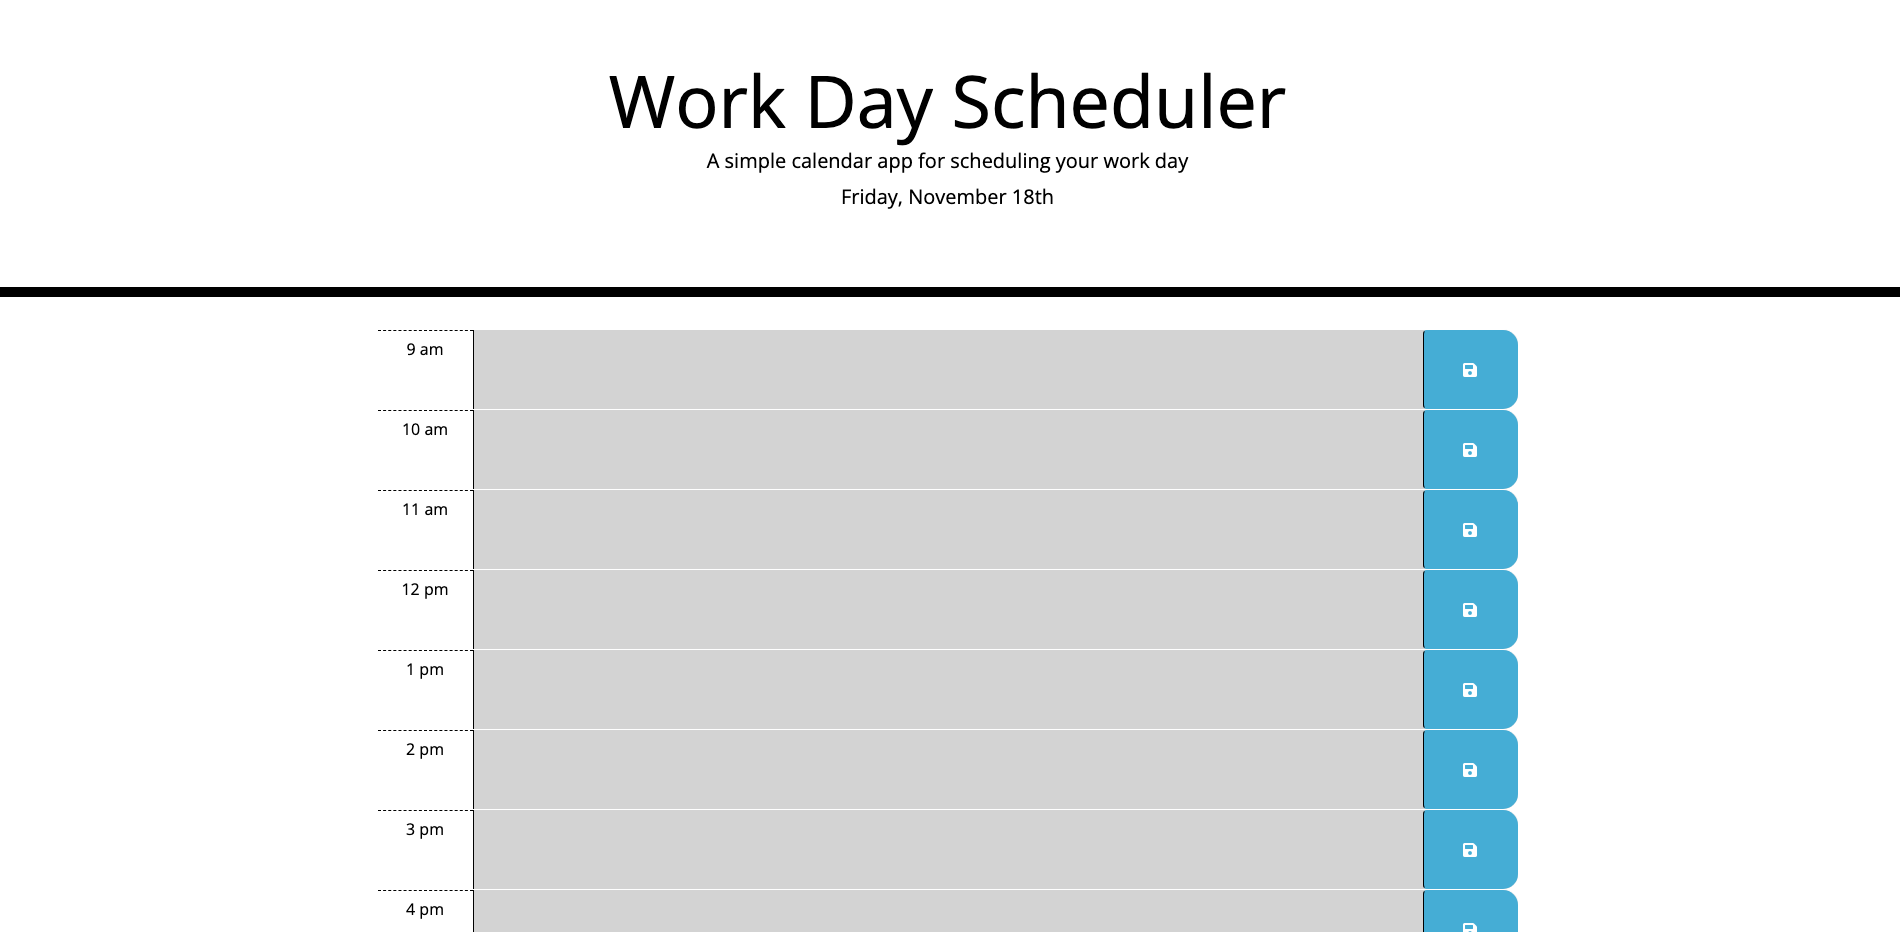 Work Day Scheduler
A simple calendar app for scheduling your work day
Friday, November 18th
9 am
10 am
11 am
12 pm
1 pm
2 pm
3 pm
4 pm